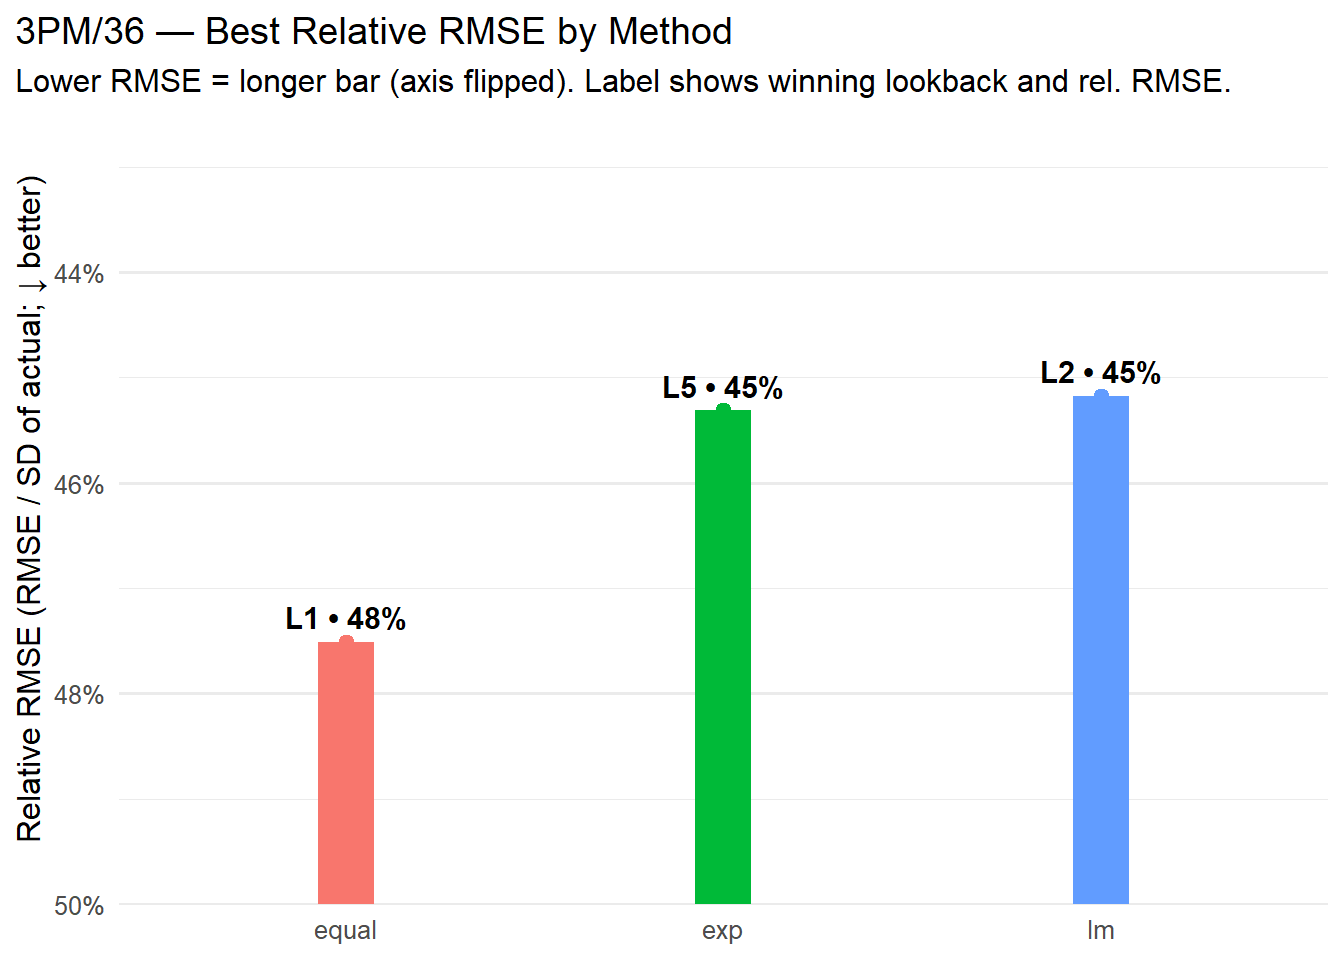 3PM/36 — Best Relative RMSE by Method
Lower RMSE = longer bar (axis flipped). Label shows winning lookback and rel. RMSE.
Relative RMSE (RMSE / SD of actual; ↓ better)
44%
46%
48%
50%
L1 • 48%
L5 • 45%
L2 • 45%
equal
exp
lm